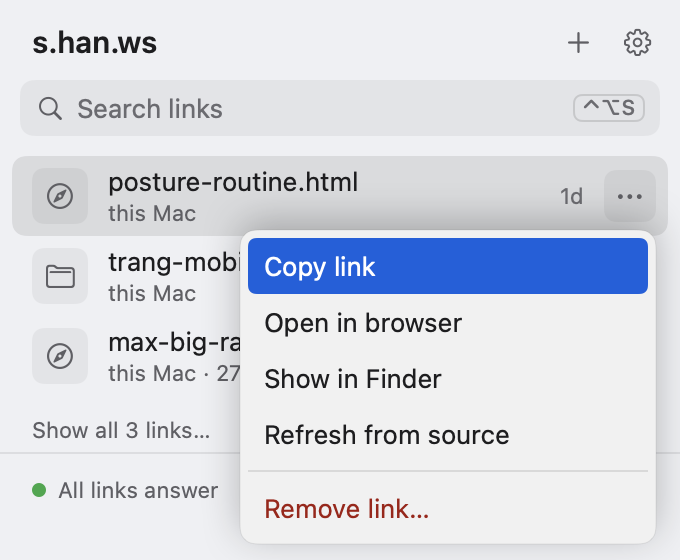 s.han.ws
Search links
⌃⌥S
posture-routine.html
this Mac
1d
trang-mobi
this Mac
max-big-ra
this Mac · 27
Show all 3 links...
All links answer
Copy link
Open in browser
Show in Finder
Refresh from source
Remove link...